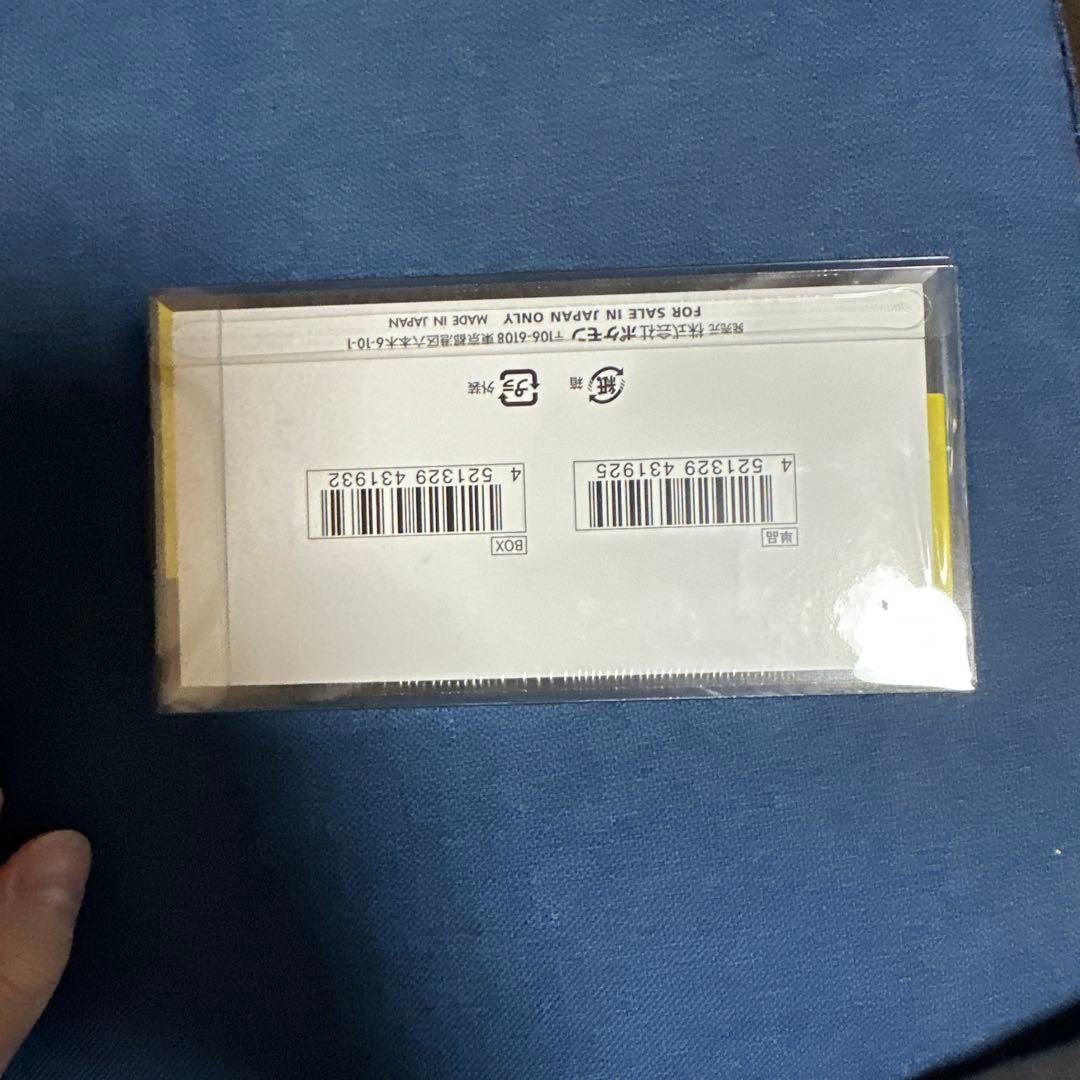 単品
4 521329 431925
BOX
4 521329 431932
紙 箱
プラ 外装
発売元 株式会社ポケモン 〒106-6108 東京都港区六本木6-10-1
FOR SALE IN JAPAN ONLY MADE IN JAPAN